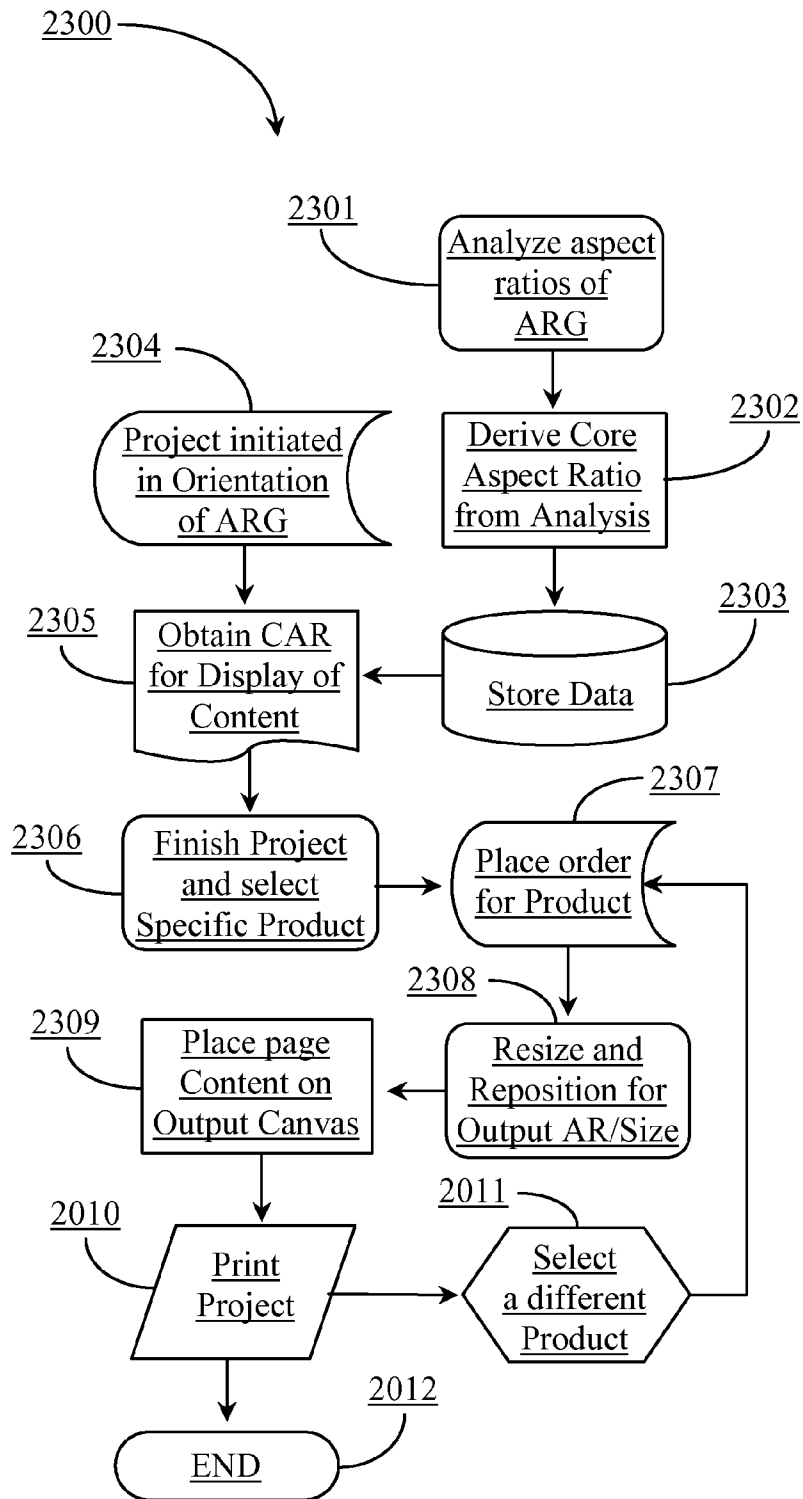 2300
2301
Analyze aspect
ratios of
ARG
2304
Project initiated
in Orientation
of ARG
2302
Derive Core
Aspect Ratio
from Analysis
2305
Obtain CAR
for Display of
Content
2303
Store Data
2306
Finish Project
and select
Specific Product
2307
Place order
for Product
2308
Resize and
Reposition for
Output AR/Size
2309
Place page
Content on
Output Canvas
2010
Print
Project
2011
Select
a different
Product
2012
END